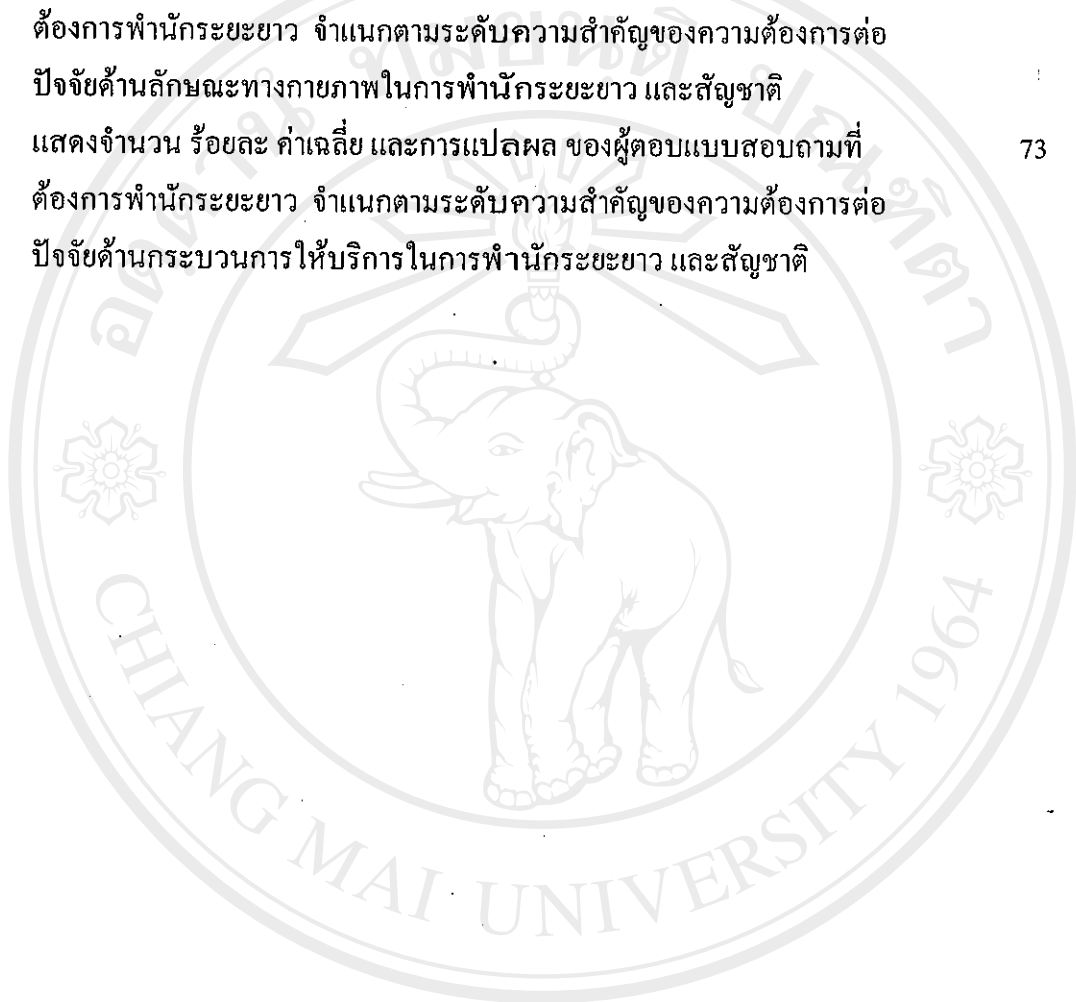 ต้องการพำนักระยะยาว จำแนกตามระดับความสำคัญของความต้องการต่อ
ปัจจัยด้านลักษณะทางกายภาพในการพำนักระยะยาว และสัญชาติ
แสดงจำนวน ร้อยละ ค่าเฉลี่ย และการแปลผล ของผู้ตอบแบบสอบถามที่ 73
ต้องการพำนักระยะยาว จำแนกตามระดับความสำคัญของความต้องการต่อ
ปัจจัยด้านกระบวนการให้บริการในการพำนักระยะยาว และสัญชาติ
CHIANG MAI UNIVERSITY 1964